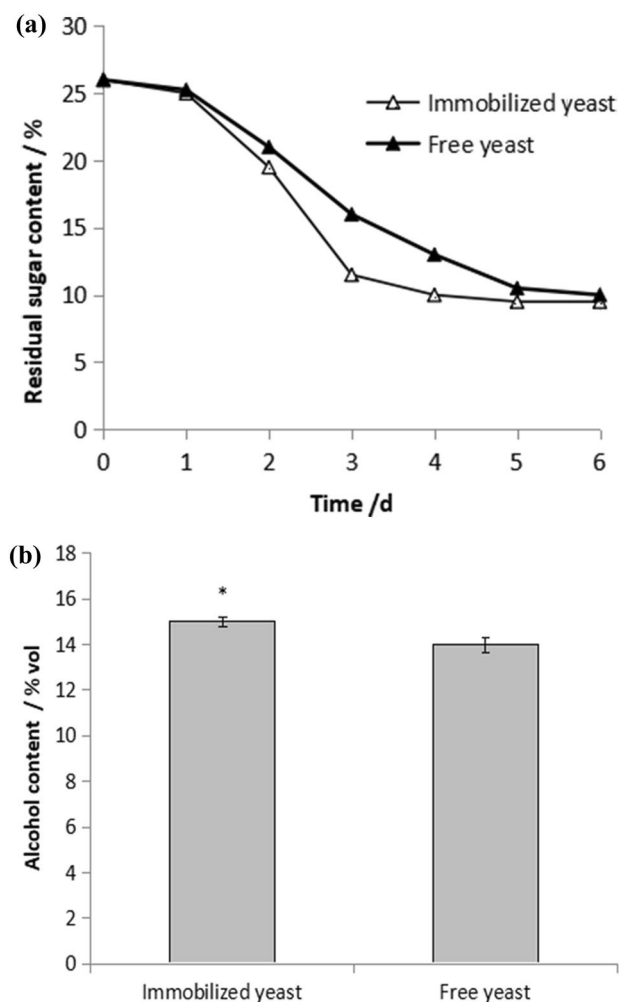 (a)
Residual sugar content / %
30
25
20
15
10
5
0
Immobilized yeast
Free yeast
0 1 2 3 4 5 6
Time /d
(b)
Alcohol content / % vol
18
16
14
12
10
8
6
4
2
0
*
Immobilized yeast Free yeast